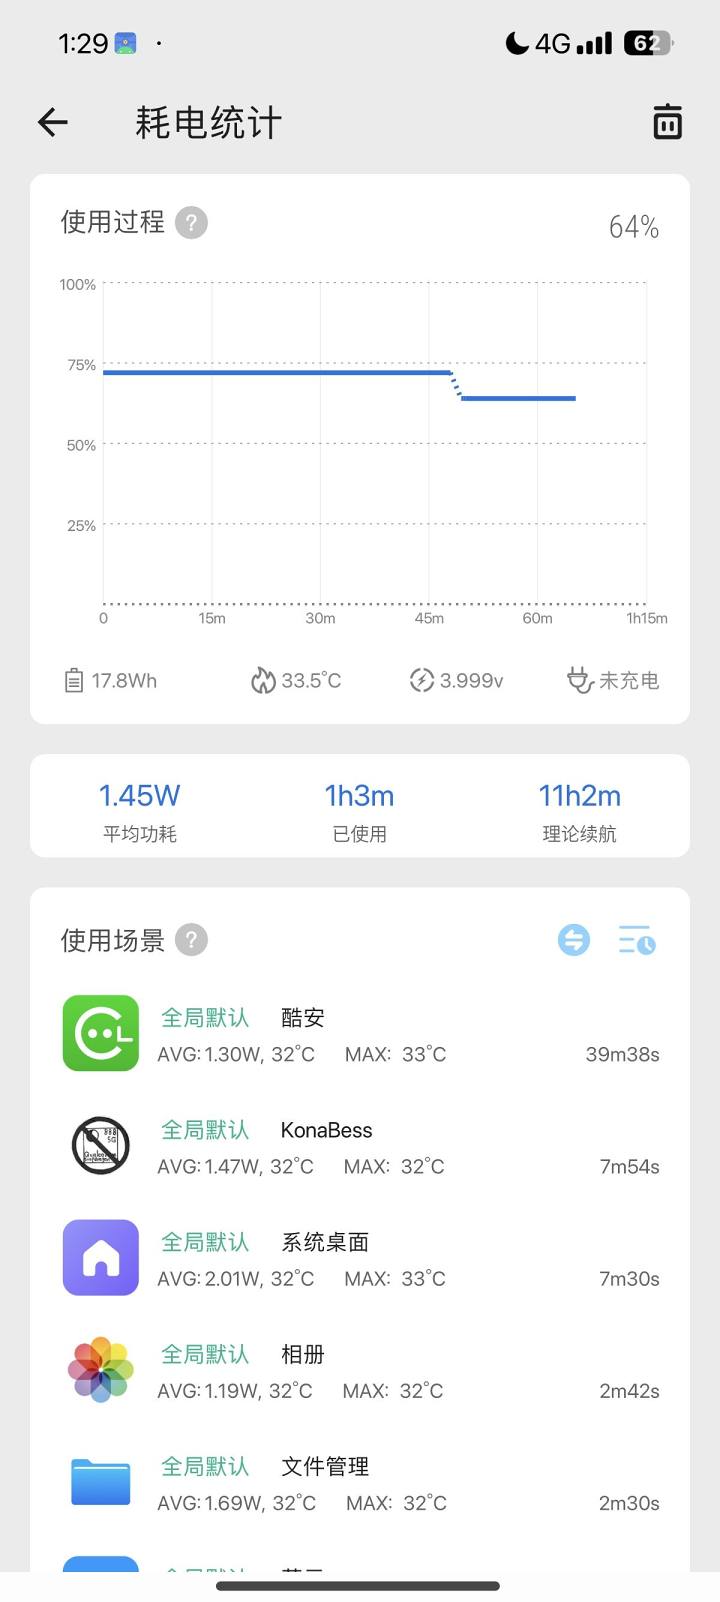 1:29
4G
62
耗电统计
使用过程 ?
64%
100%
75%
50%
25%
0 15m 30m 45m 60m 1h15m
17.8Wh 33.5°C 3.999v 未充电
1.45W 1h3m 11h2m
平均功耗 已使用 理论续航
使用场景 ?
全局默认 酷安
AVG: 1.30W, 32°C MAX: 33°C 39m38s
全局默认 KonaBess
AVG: 1.47W, 32°C MAX: 32°C 7m54s
全局默认 系统桌面
AVG: 2.01W, 32°C MAX: 33°C 7m30s
全局默认 相册
AVG: 1.19W, 32°C MAX: 32°C 2m42s
全局默认 文件管理
AVG: 1.69W, 32°C MAX: 32°C 2m30s